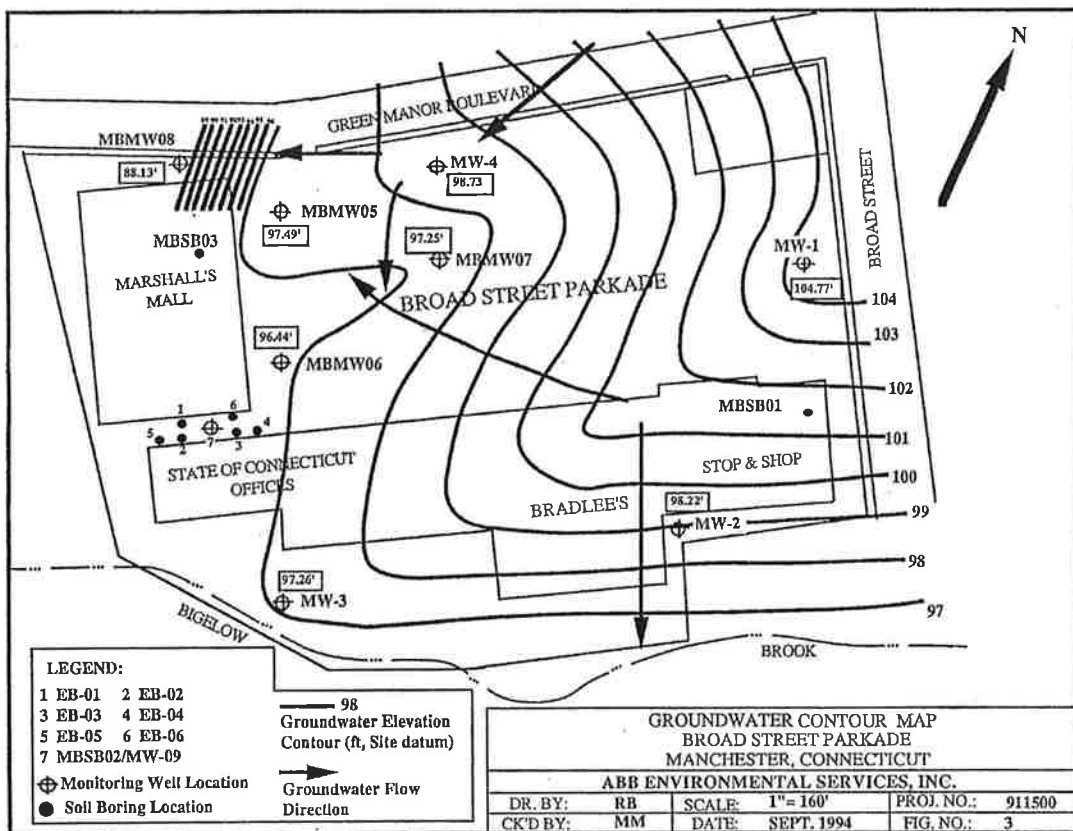 N
GREEN MANOR BOULEVARD
MBMW08
88.13'
MW-4
98.73
MBMW05
97.49'
97.25'
MBMW07
MBSB03
MARSHALL'S
MALL
BROAD STREET PARKADE
BROAD STREET
MW-1
104.77'
104
103
102
101
100
99
98
97
96.44'
MBMW06
MBSB01
1
6
5
2
7
3
4
STATE OF CONNECTICUT
OFFICES
BRADLEE'S
STOP & SHOP
98.22'
MW-2
97.26'
MW-3
BIGELOW
BROOK
LEGEND:
1 EB-01 2 EB-02
3 EB-03 4 EB-04
5 EB-05 6 EB-06
7 MBSB02/MW-09
Monitoring Well Location
Soil Boring Location
98
Groundwater Elevation
Contour (ft, Site datum)
Groundwater Flow
Direction
GROUNDWATER CONTOUR MAP
BROAD STREET PARKADE
MANCHESTER, CONNECTICUT
ABB ENVIRONMENTAL SERVICES, INC.
DR. BY: RB SCALE: 1"= 160' PROJ. NO.: 911500
CK'D BY: MM DATE: SEPT. 1994 FIG. NO.: 3